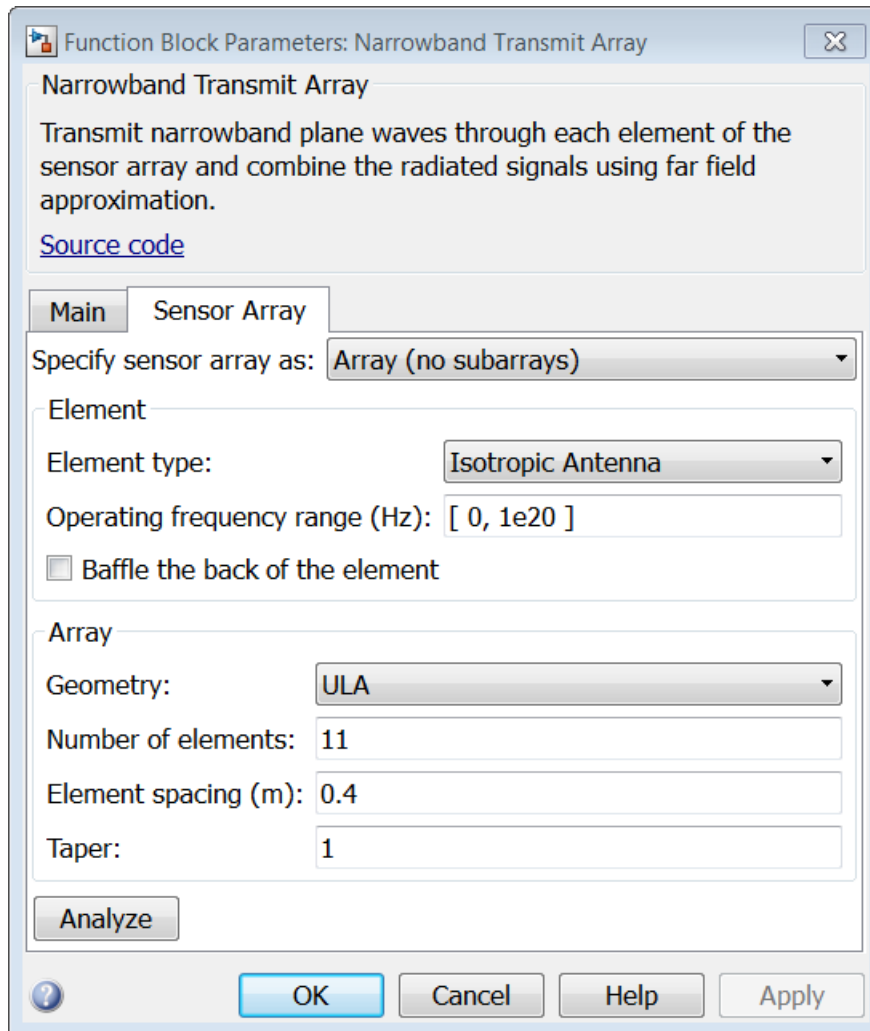 Function Block Parameters: Narrowband Transmit Array
Narrowband Transmit Array
Transmit narrowband plane waves through each element of the
sensor array and combine the radiated signals using far field
approximation.
Source code
Main Sensor Array
Specify sensor array as: Array (no subarrays)
Element
Element type: Isotropic Antenna
Operating frequency range (Hz): [ 0, 1e20 ]
Baffle the back of the element
Array
Geometry: ULA
Number of elements: 11
Element spacing (m): 0.4
Taper: 1
Analyze
? OK Cancel Help Apply